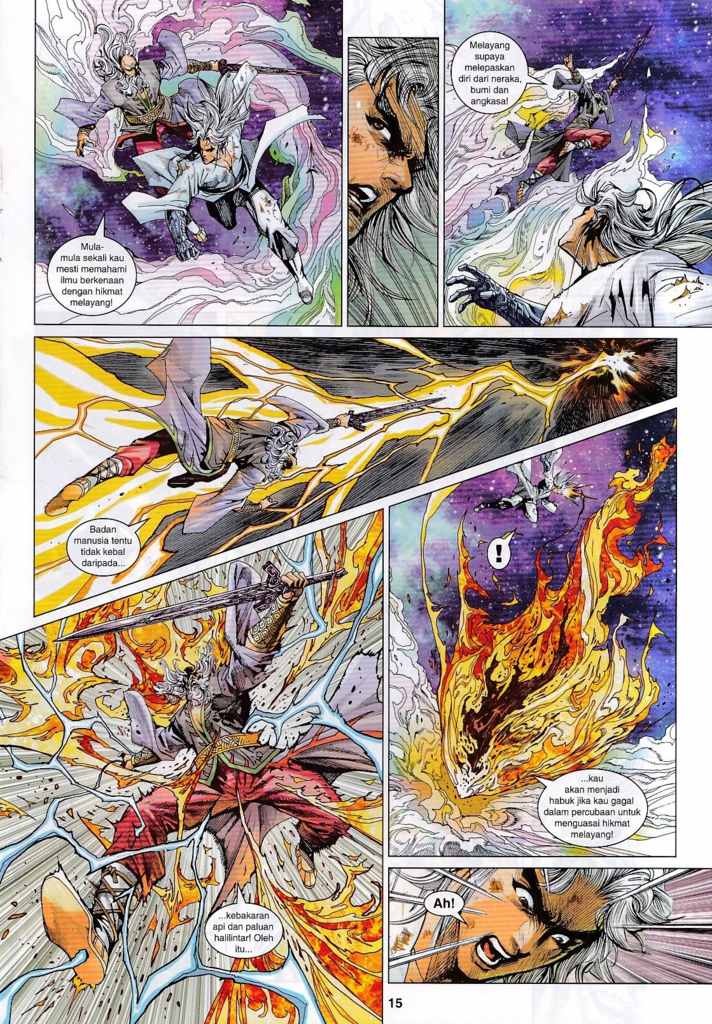 Mula-
mula sekali kau
mesti memahami
ilmu berkenaan
dengan hikmat
melayang!
Melayang
supaya
melepaskan
diri dari neraka,
bumi dan
angkasa!
Badan
manusia tentu
tidak kebal
daripada...
...kebakaran
api dan paluan
halilintar! Oleh
itu...
!
...kau
akan menjadi
habuk jika kau gagal
dalam percubaan untuk
menguasai hikmat
melayang!
Ah!
15